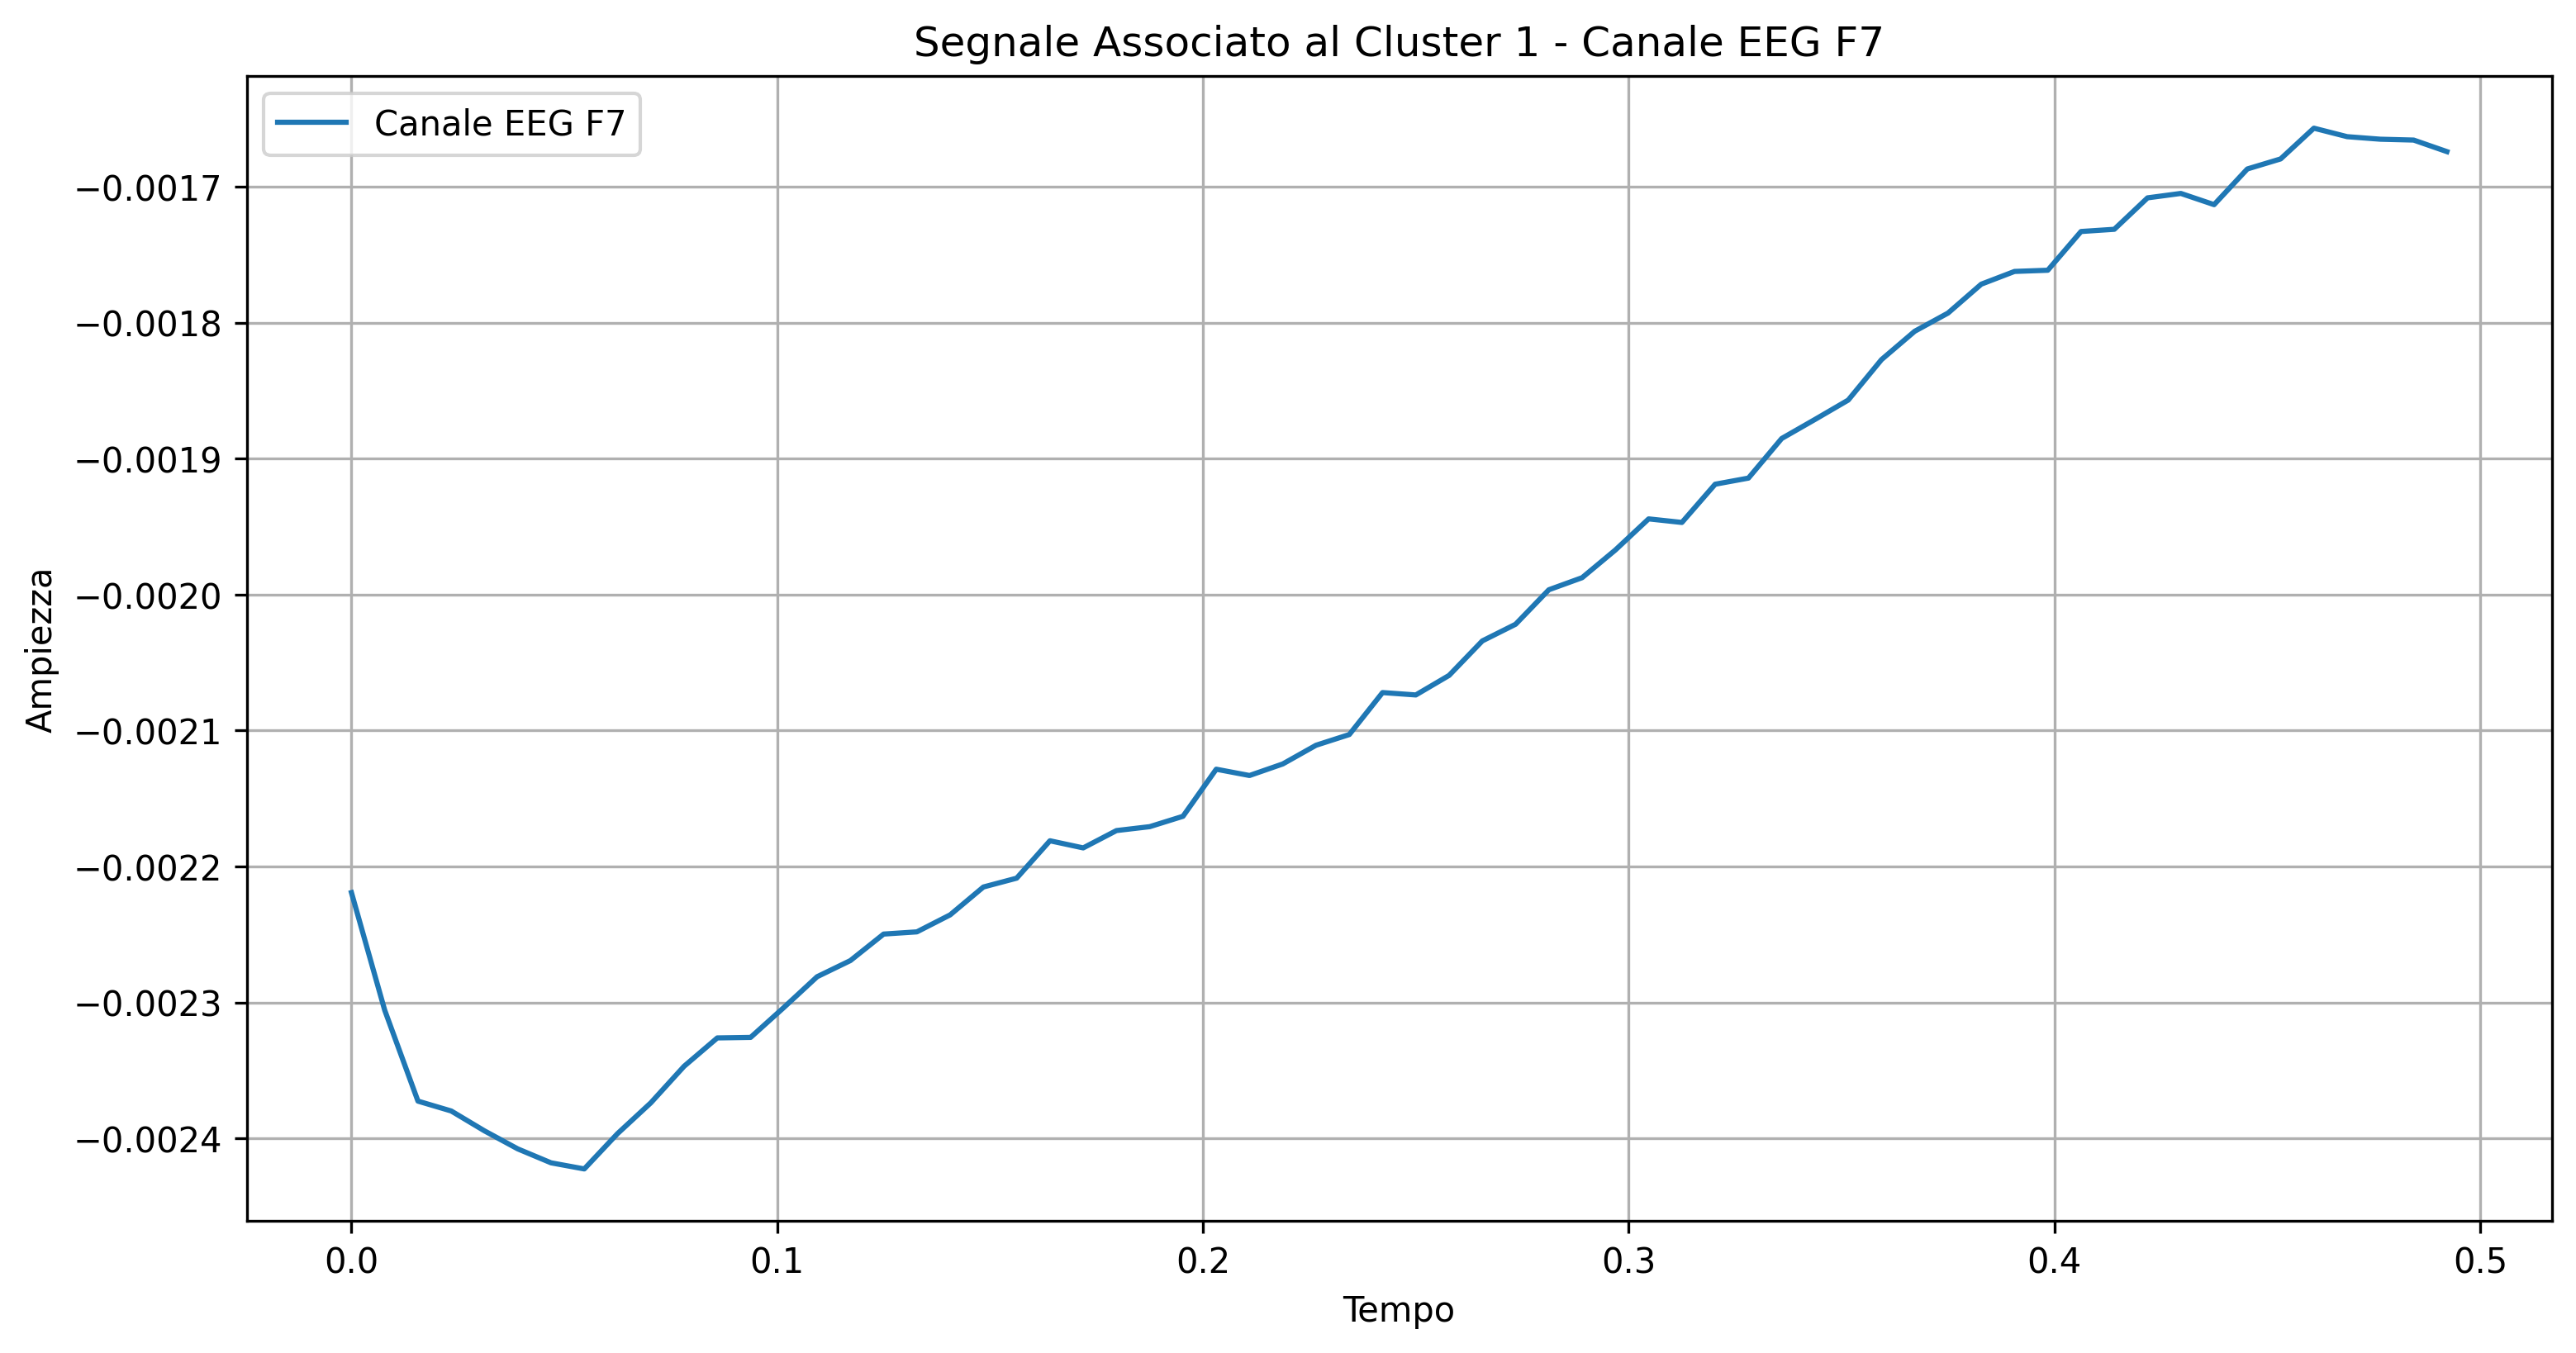 Segnale Associato al Cluster 1 - Canale EEG F7
Canale EEG F7
−0.0017
−0.0018
−0.0019
−0.0020
−0.0021
−0.0022
−0.0023
−0.0024
Ampiezza
0.0 0.1 0.2 0.3 0.4 0.5
Tempo